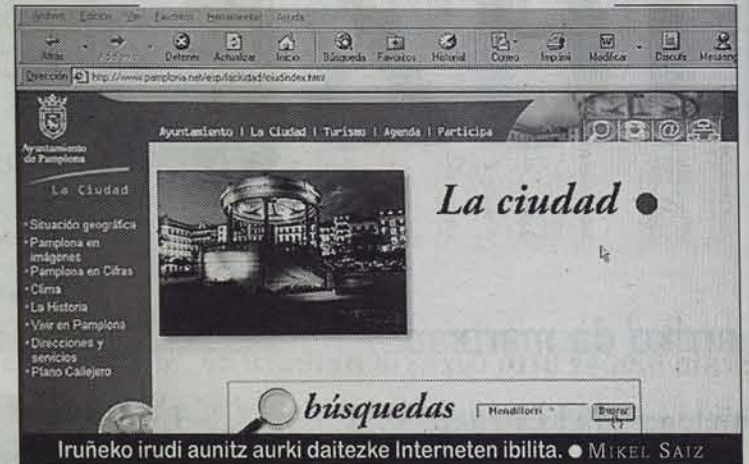 Archivo Edición Ver Favoritos Herramientas Ayuda
Atrás Adelante Detener Actualizar Inicio Búsqueda Favoritos Historial Correo Imprimir Modificar Discutir Messeng
Dirección http://www.pamplona.net/esp/laciudad/ciudindex.html
Ayuntamiento de Pamplona
Ayuntamiento | La Ciudad | Turismo | Agenda | Participa
La Ciudad
Situación geográfica
Pamplona en
imágenes
Pamplona en Cifras
Clima
La Historia
Vivir en Pamplona
Direcciones y
servicios
Plano Callejero
La ciudad
búsquedas
Mendillorri
Buscar
Iruñeko irudi aunitz aurki daitezke Interneten ibilita. ● MIKEL SAIZ